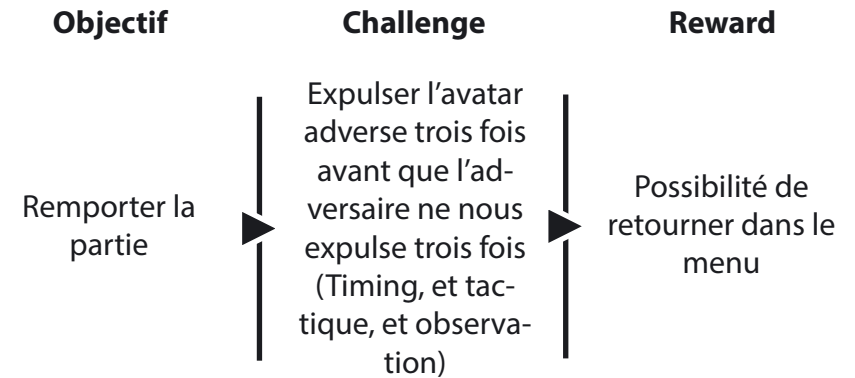 Objectif
Challenge
Reward
Remporter la
partie
Expulser l’avatar
adverse trois fois
avant que l’ad-
versaire ne nous
expulse trois fois
(Timing, et tac-
tique, et observa-
tion)
Possibilité de
retourner dans le
menu